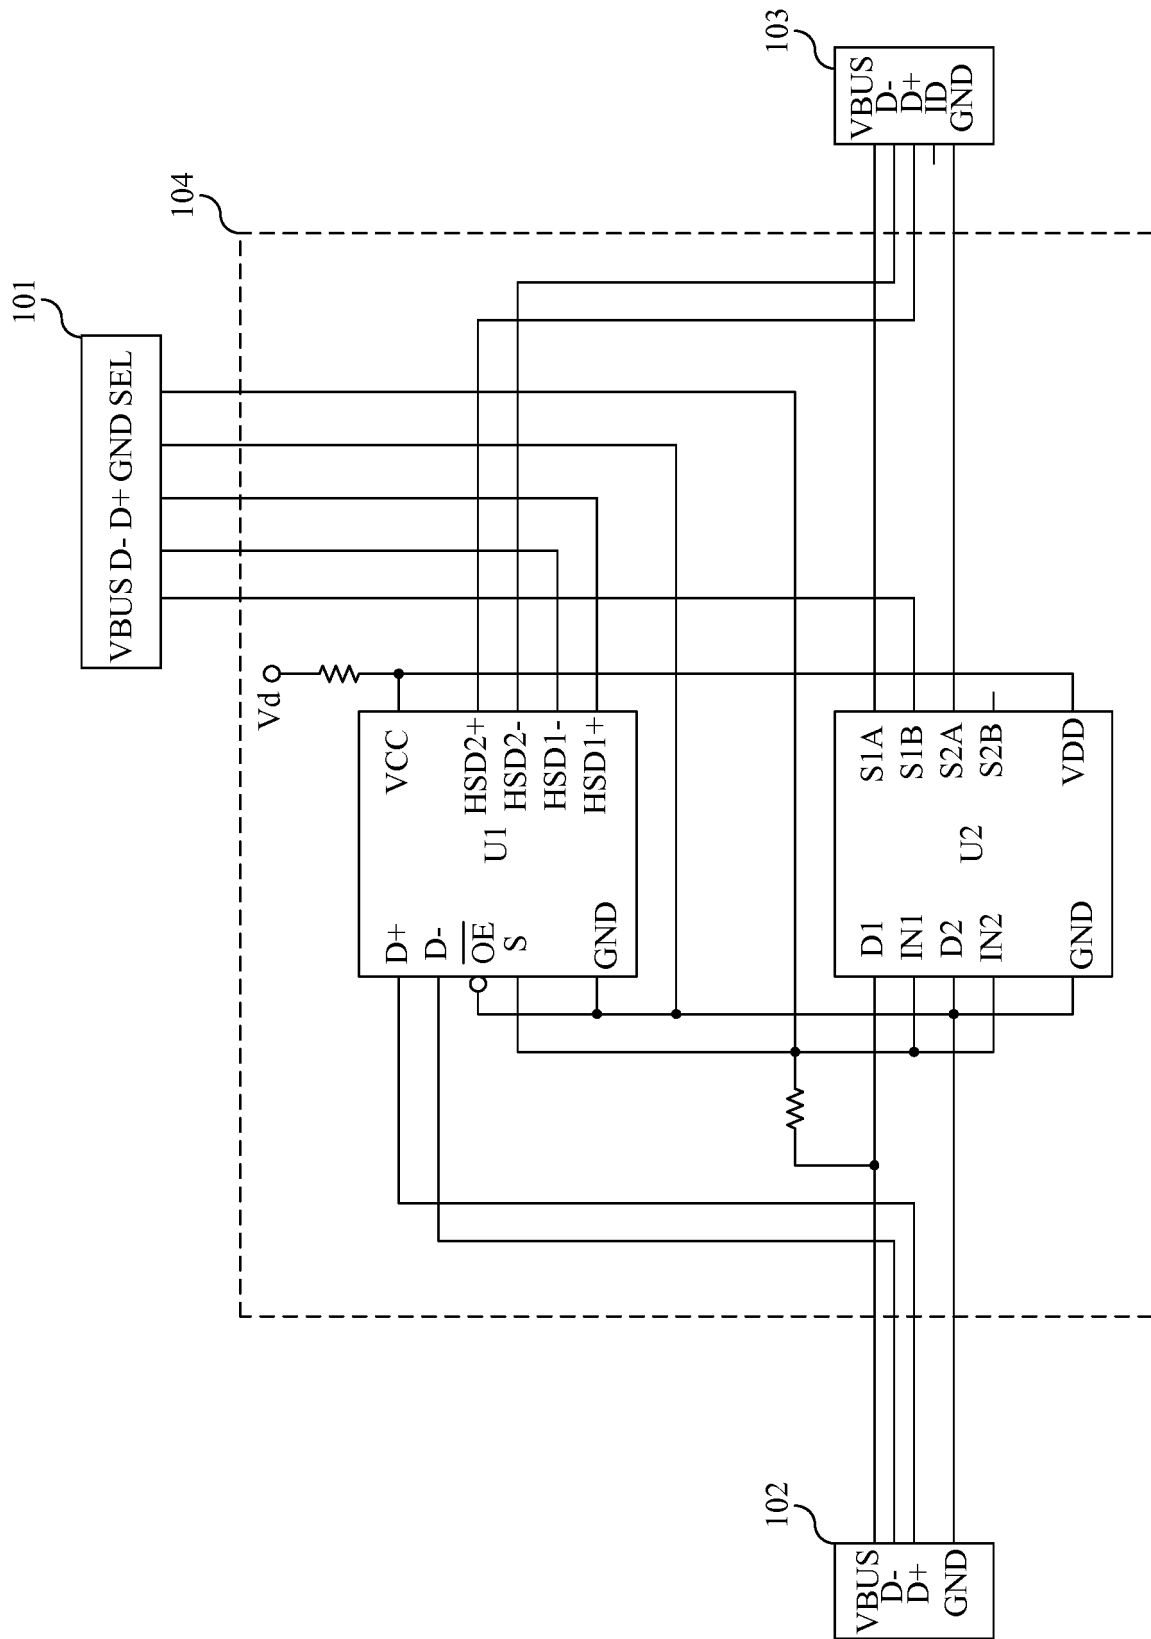 101
VBUS D- D+ GND SEL
104
Vd
VCC
HSD2+
HSD2-
HSD1-
HSD1+
U1
D+
D-
OE
S
GND
103
VBUS
D-
D+
ID
GND
S1A
S1B
S2A
S2B
VDD
U2
D1
IN1
D2
IN2
GND
102
VBUS
D-
D+
GND